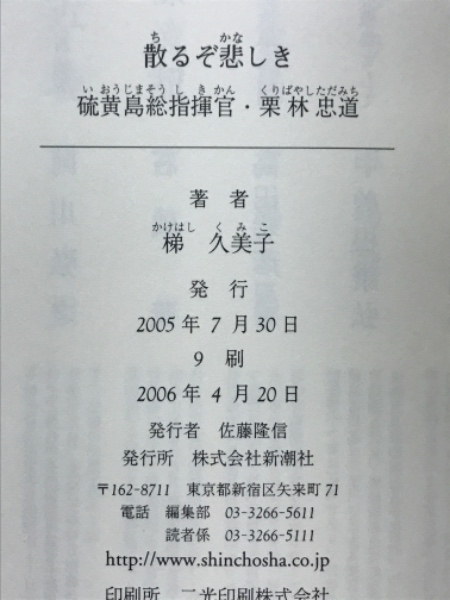 散るぞ悲しき
硫黄島総指揮官・栗林忠道
著者
梯 久美子
発行
2005年7月30日
9刷
2006年4月20日
発行者 佐藤隆信
発行所 株式会社新潮社
〒162-8711 東京都新宿区矢来町71
電話 編集部 03-3266-5611
読者係 03-3266-5111
http://www.shinchosha.co.jp
印刷所 二光印刷株式会社